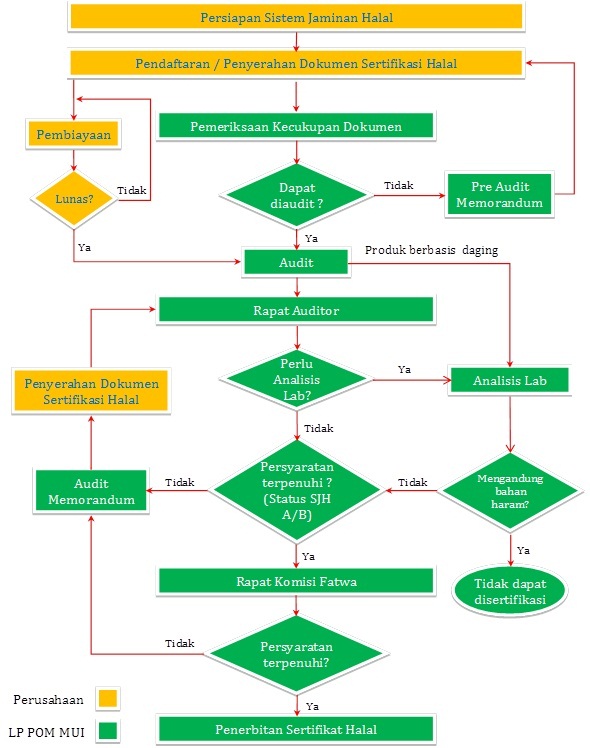 Persiapan Sistem Jaminan Halal
Pendaftaran / Penyerahan Dokumen Sertifikasi Halal
Pembiayaan
Pemeriksaan Kecukupan Dokumen
Lunas?
Tidak
Dapat
diaudit ?
Tidak
Pre Audit
Memorandum
Ya
Ya
Audit
Produk berbasis daging
Rapat Auditor
Perlu
Analisis
Lab?
Ya
Analisis Lab
Penyerahan Dokumen
Sertifikasi Halal
Tidak
Audit
Memorandum
Tidak
Persyaratan
terpenuhi ?
(Status SJH
A/B)
Tidak
Mengandung
bahan
haram?
Ya
Ya
Rapat Komisi Fatwa
Tidak dapat
disertifikasi
Tidak
Persyaratan
terpenuhi?
Ya
Perusahaan
LP POM MUI
Penerbitan Sertifikat Halal